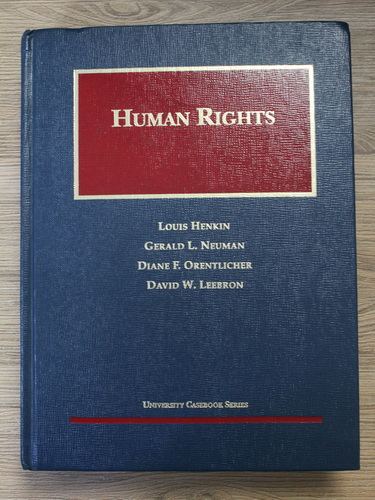 HUMAN RIGHTS
LOUIS HENKIN
GERALD L. NEUMAN
DIANE F. ORENTLICHER
DAVID W. LEEBRON
UNIVERSITY CASEBOOK SERIES